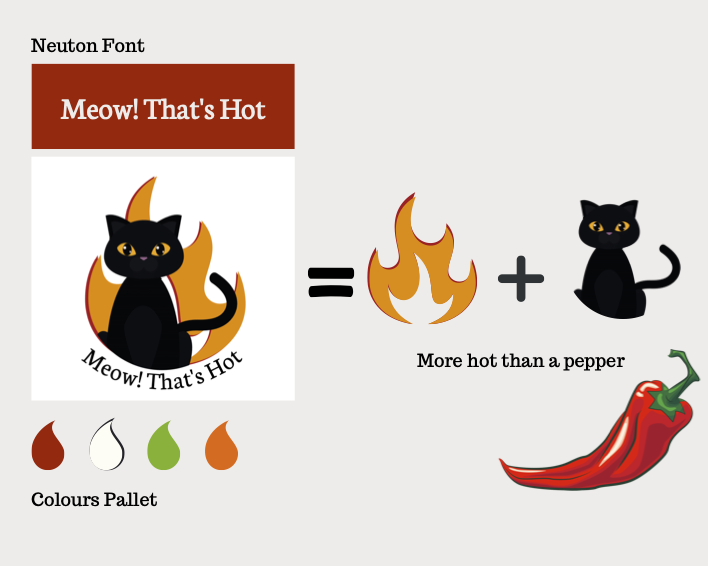 Neuton Font
Meow! That's Hot
Meow! That's Hot
More hot than a pepper
Colours Pallet